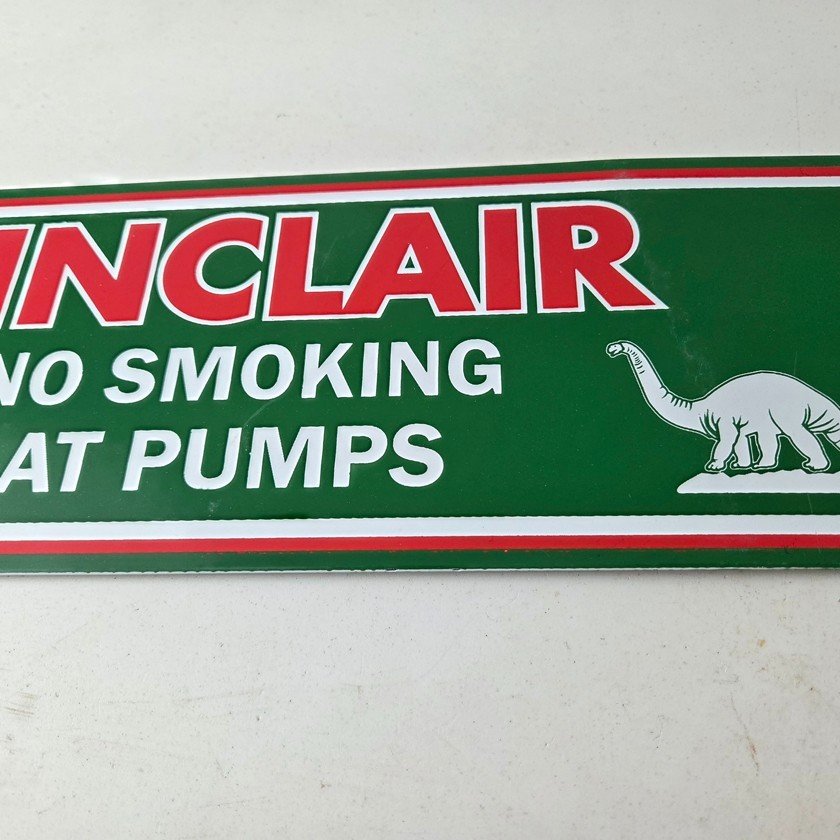 INCLAIR
NO SMOKING
AT PUMPS